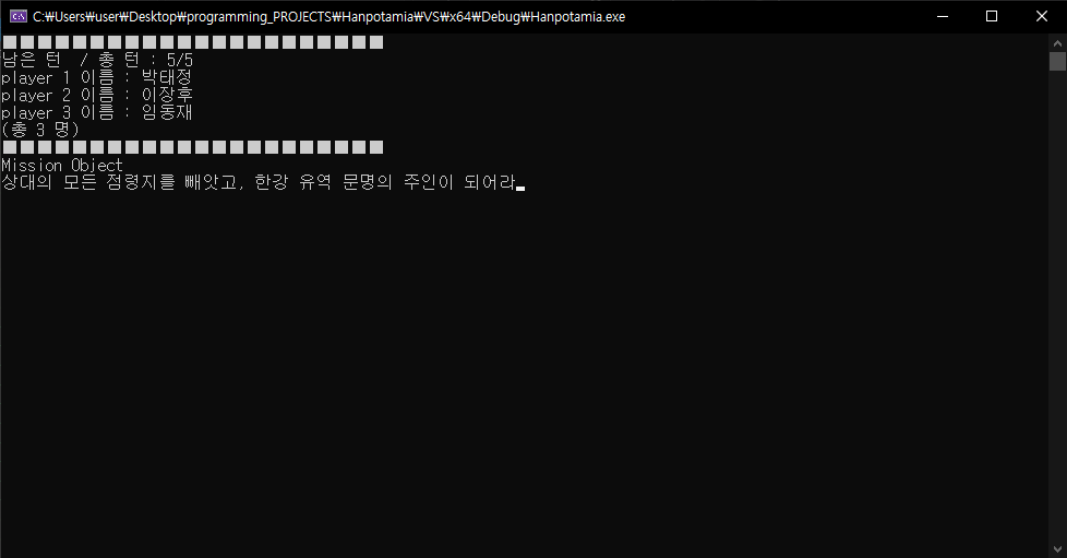 C:₩Users₩user₩Desktop₩programming_PROJECTS₩Hanpotamia₩VS₩x64₩Debug₩Hanpotamia.exe
■■■■■■■■■■■■■■■■■■■■■■
남은 턴  / 총 턴 : 5/5
player 1 이름 : 박태정
player 2 이름 : 이장후
player 3 이름 : 임동재
(총 3 명)
■■■■■■■■■■■■■■■■■■■■■■
Mission Object
상대의 모든 점령지를 빼앗고, 한강 유역 문명의 주인이 되어라